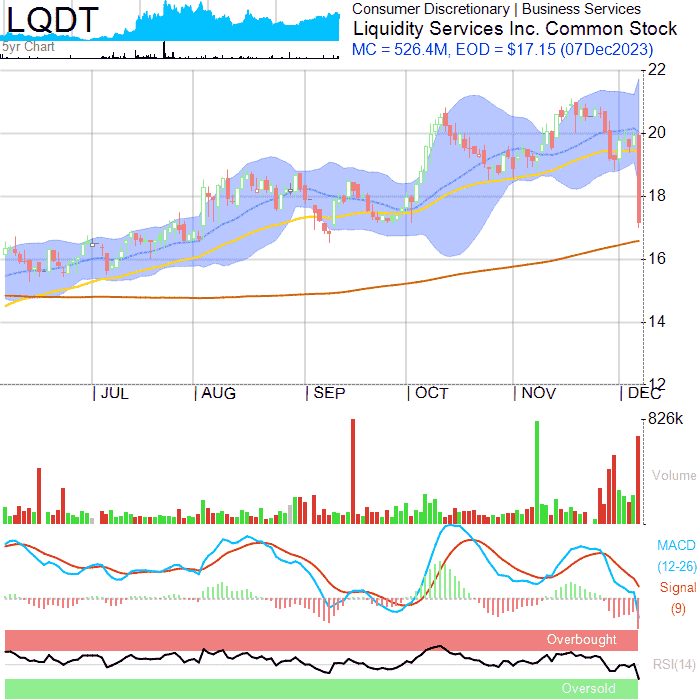 LQDT
5yr Chart
Consumer Discretionary | Business Services
Liquidity Services Inc. Common Stock
MC = 526.4M, EOD = $17.15 (07Dec2023)
22
20
18
16
14
12
JUL AUG SEP OCT NOV DEC
826k
Volume
MACD
(12-26)
Signal
(9)
Overbought
RSI(14)
Oversold